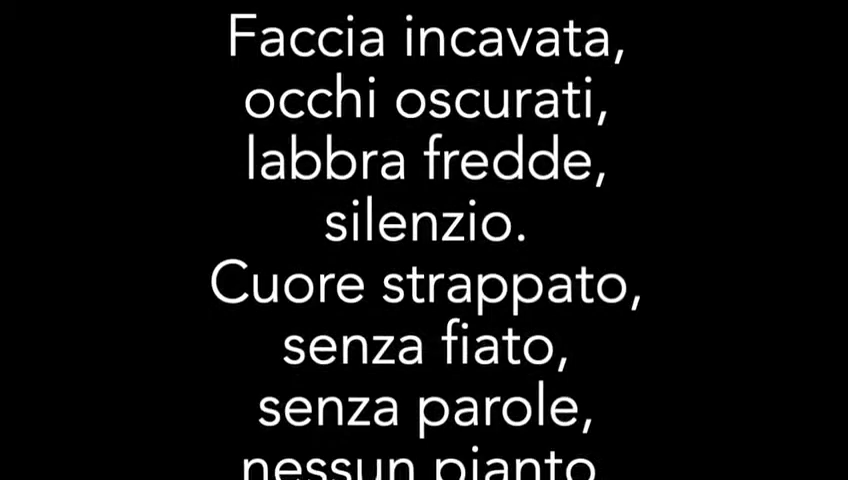 Faccia incavata,
occhi oscurati,
labbra fredde,
silenzio.
Cuore strappato,
senza fiato,
senza parole,
nessun pianto